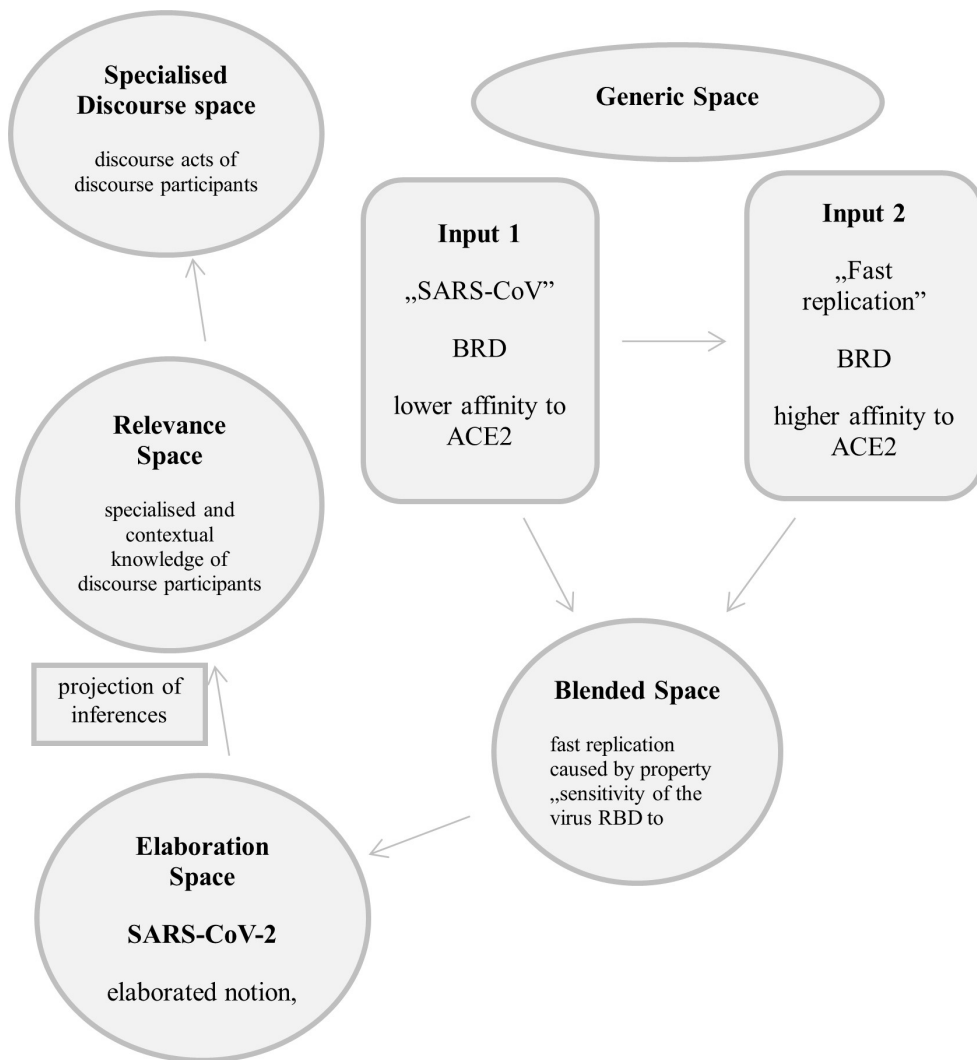 Specialised
Discourse space
discourse acts of
discourse participants
Generic Space
Input 1
„SARS-CoV”
BRD
lower affinity to
ACE2
Input 2
„Fast
replication”
BRD
higher affinity to
ACE2
Relevance
Space
specialised and
contextual
knowledge of
discourse participants
projection of
inferences
Blended Space
fast replication
caused by property
„sensitivity of the
virus RBD to
Elaboration
Space
SARS-CoV-2
elaborated notion,